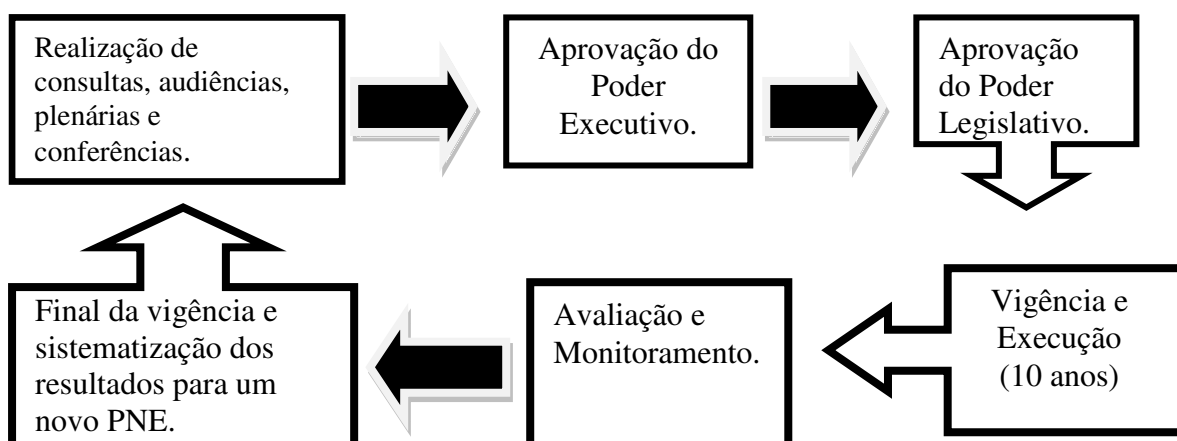 Realização de
consultas, audiências,
plenárias e
conferências.
Aprovação do
Poder
Executivo.
Aprovação
do Poder
Legislativo.
Vigência e
Execução
(10 anos)
Avaliação e
Monitoramento.
Final da vigência e
sistematização dos
resultados para um
novo PNE.